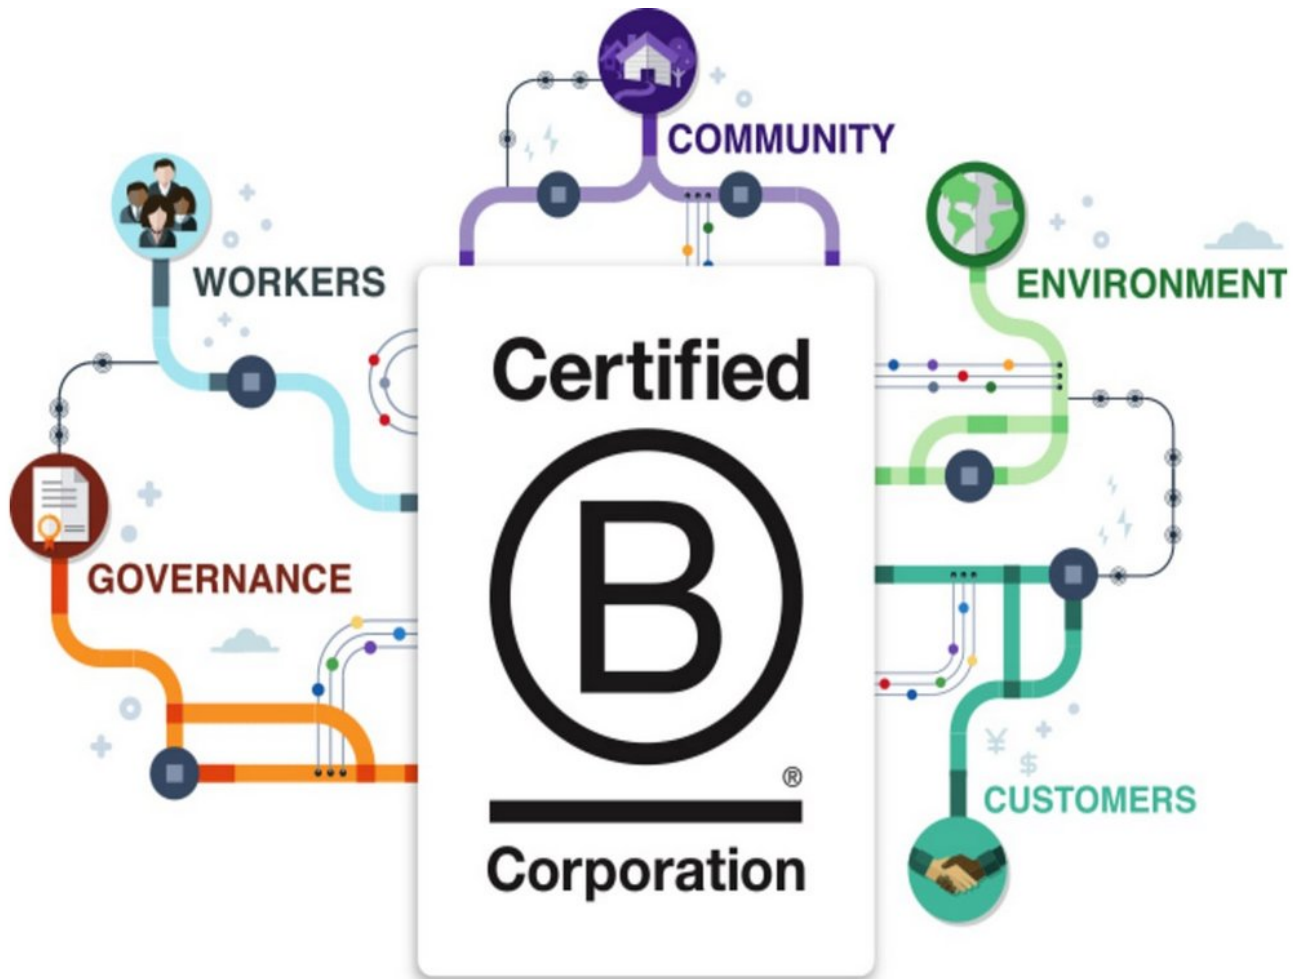 COMMUNITY
WORKERS
ENVIRONMENT
Certified
B
®
Corporation
GOVERNANCE
¥
$
CUSTOMERS